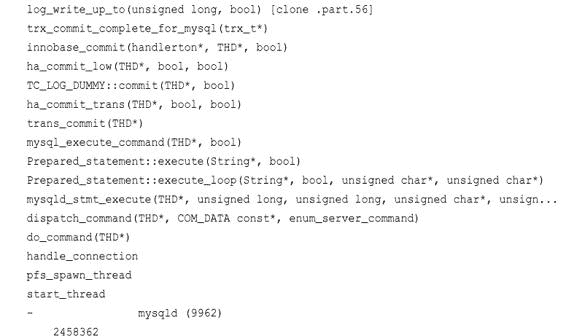 log_write_up_to(unsigned long, bool) [clone .part.56]
trx_commit_complete_for_mysql(trx_t*)
innobase_commit(handlerton*, THD*, bool)
ha_commit_low(THD*, bool, bool)
TC_LOG_DUMMY::commit(THD*, bool)
ha_commit_trans(THD*, bool, bool)
trans_commit(THD*)
mysql_execute_command(THD*, bool)
Prepared_statement::execute(String*, bool)
Prepared_statement::execute_loop(String*, bool, unsigned char*, unsigned char*)
mysqld_stmt_execute(THD*, unsigned long, unsigned long, unsigned char*, unsign...
dispatch_command(THD*, COM_DATA const*, enum_server_command)
do_command(THD*)
handle_connection
pfs_spawn_thread
start_thread
- mysqld (9962)
2458362